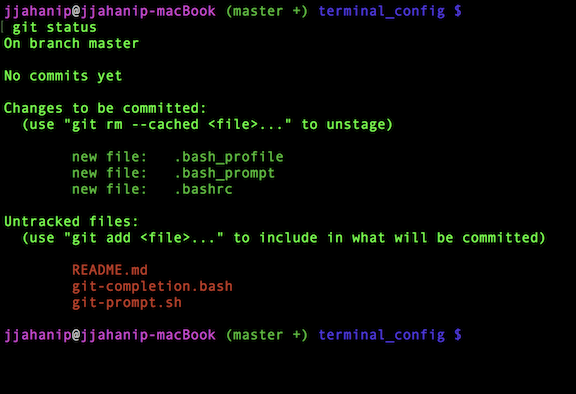 jjahanip@jjahanip-macBook (master +) terminal_config $
git status
On branch master
No commits yet
Changes to be committed:
(use "git rm --cached <file>..." to unstage)
new file: .bash_profile
new file: .bash_prompt
new file: .bashrc
Untracked files:
(use "git add <file>..." to include in what will be committed)
README.md
git-completion.bash
git-prompt.sh
jjahanip@jjahanip-macBook (master +) terminal_config $